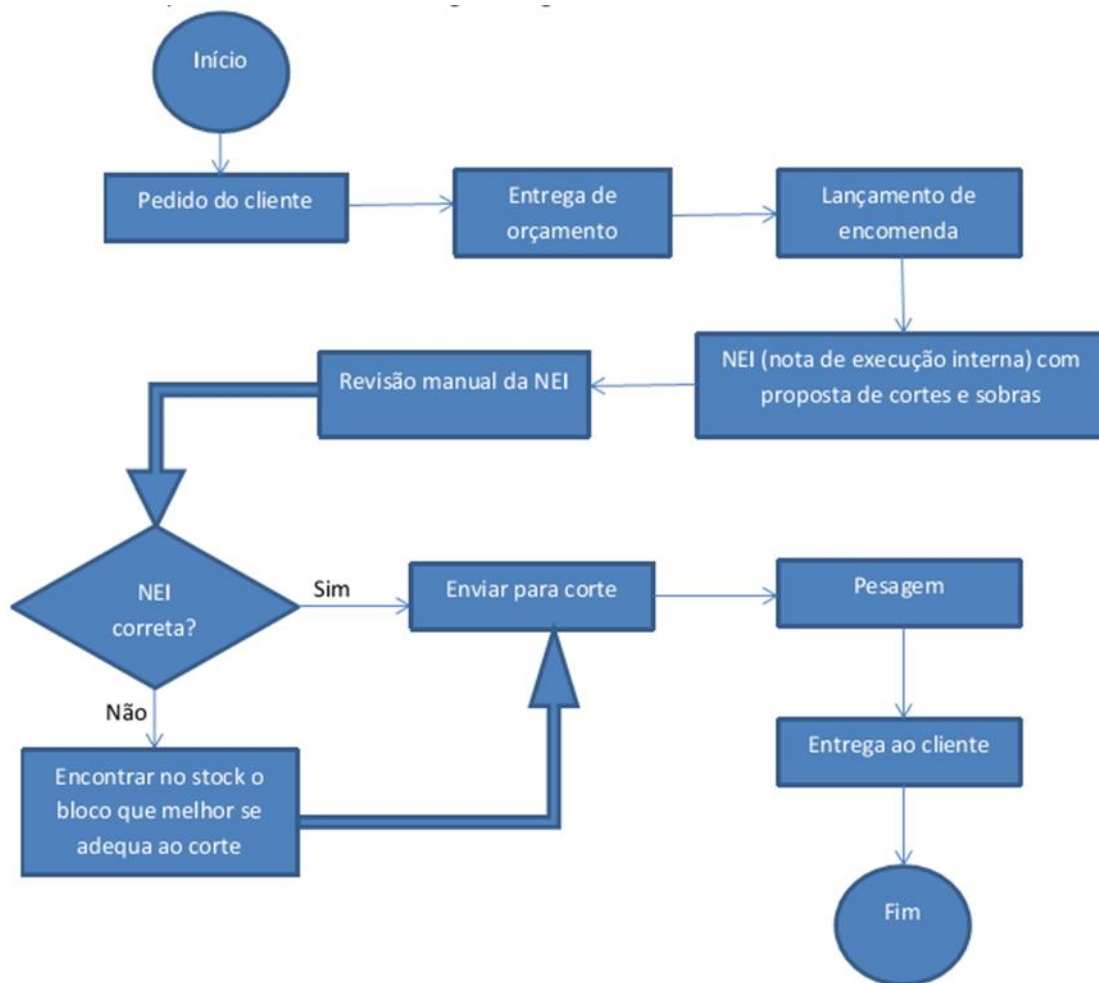 Início
Pedido do cliente
Entrega de
orçamento
Lançamento de
encomenda
NEI (nota de execução interna) com
proposta de cortes e sobras
Revisão manual da NEI
NEI
correta?
Sim
Enviar para corte
Pesagem
Não
Encontrar no stock o
bloco que melhor se
adequa ao corte
Entrega ao cliente
Fim